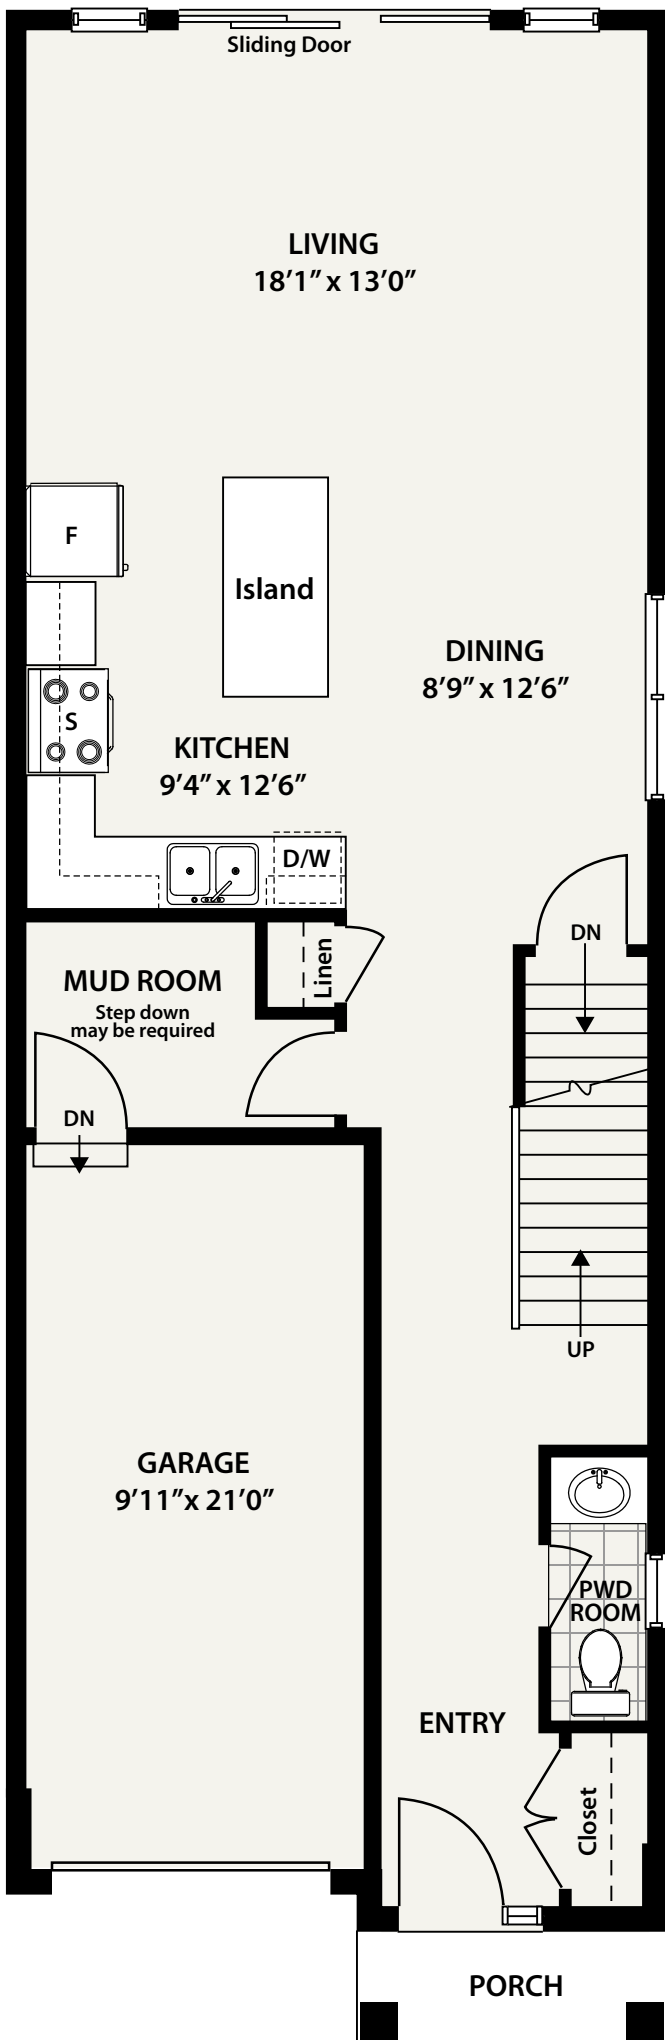 Sliding Door
LIVING
18’1” x 13’0”
F
Island
DINING
8’9” x 12’6”
S
KITCHEN
9’4” x 12’6”
D/W
DN
Linen
MUD ROOM
Step down
may be required
DN
UP
GARAGE
9’11”x 21’0”
PWD
ROOM
ENTRY
Closet
PORCH